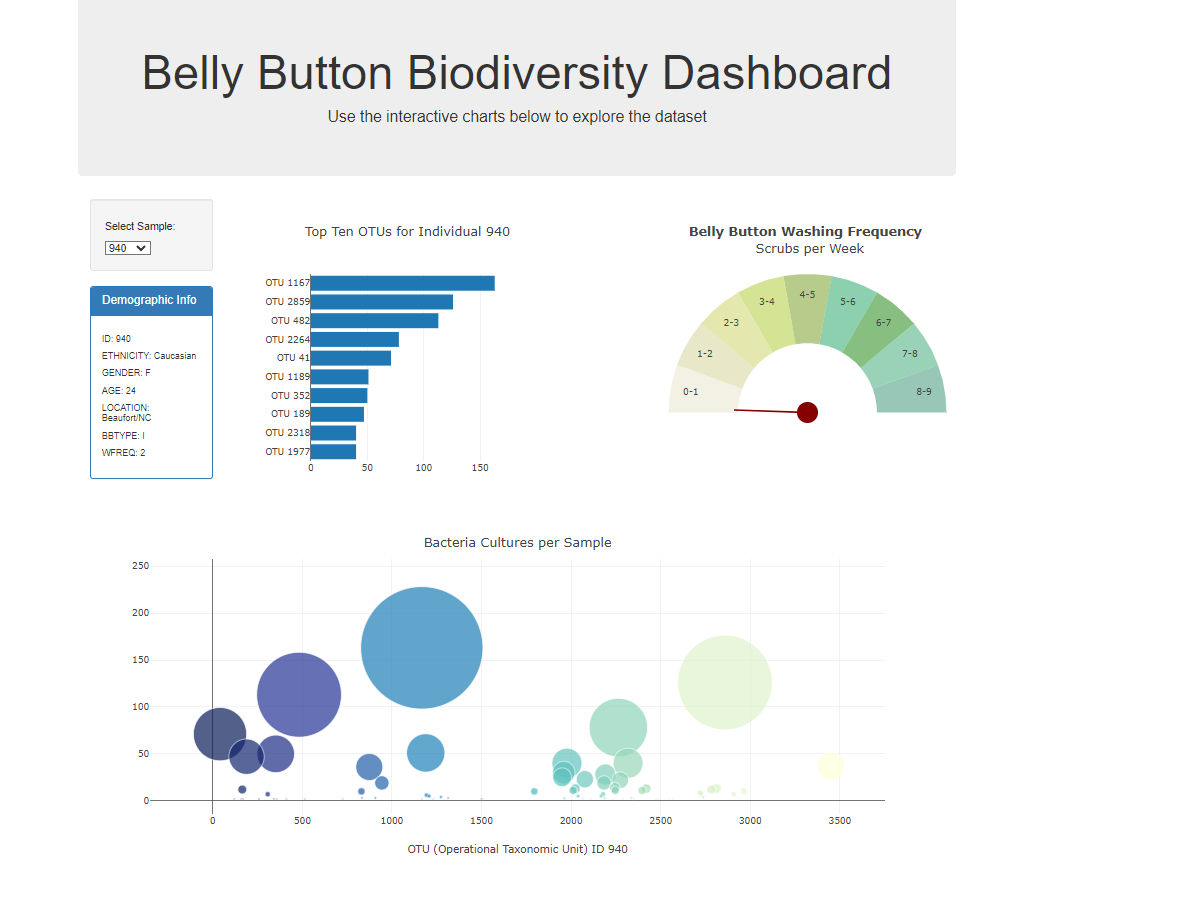 Belly Button Biodiversity Dashboard
Use the interactive charts below to explore the dataset
Select Sample:
940
Demographic Info
ID: 940
ETHNICITY: Caucasian
GENDER: F
AGE: 24
LOCATION:
Beaufort/NC
BBTYPE: I
WFREQ: 2
Top Ten OTUs for Individual 940
OTU 1167
OTU 2859
OTU 482
OTU 2264
OTU 41
OTU 1189
OTU 352
OTU 189
OTU 2318
OTU 1977
0 50 100 150
Belly Button Washing Frequency
Scrubs per Week
0-1
1-2
2-3
3-4
4-5
5-6
6-7
7-8
8-9
Bacteria Cultures per Sample
250
200
150
100
50
0
0 500 1000 1500 2000 2500 3000 3500
OTU (Operational Taxonomic Unit) ID 940